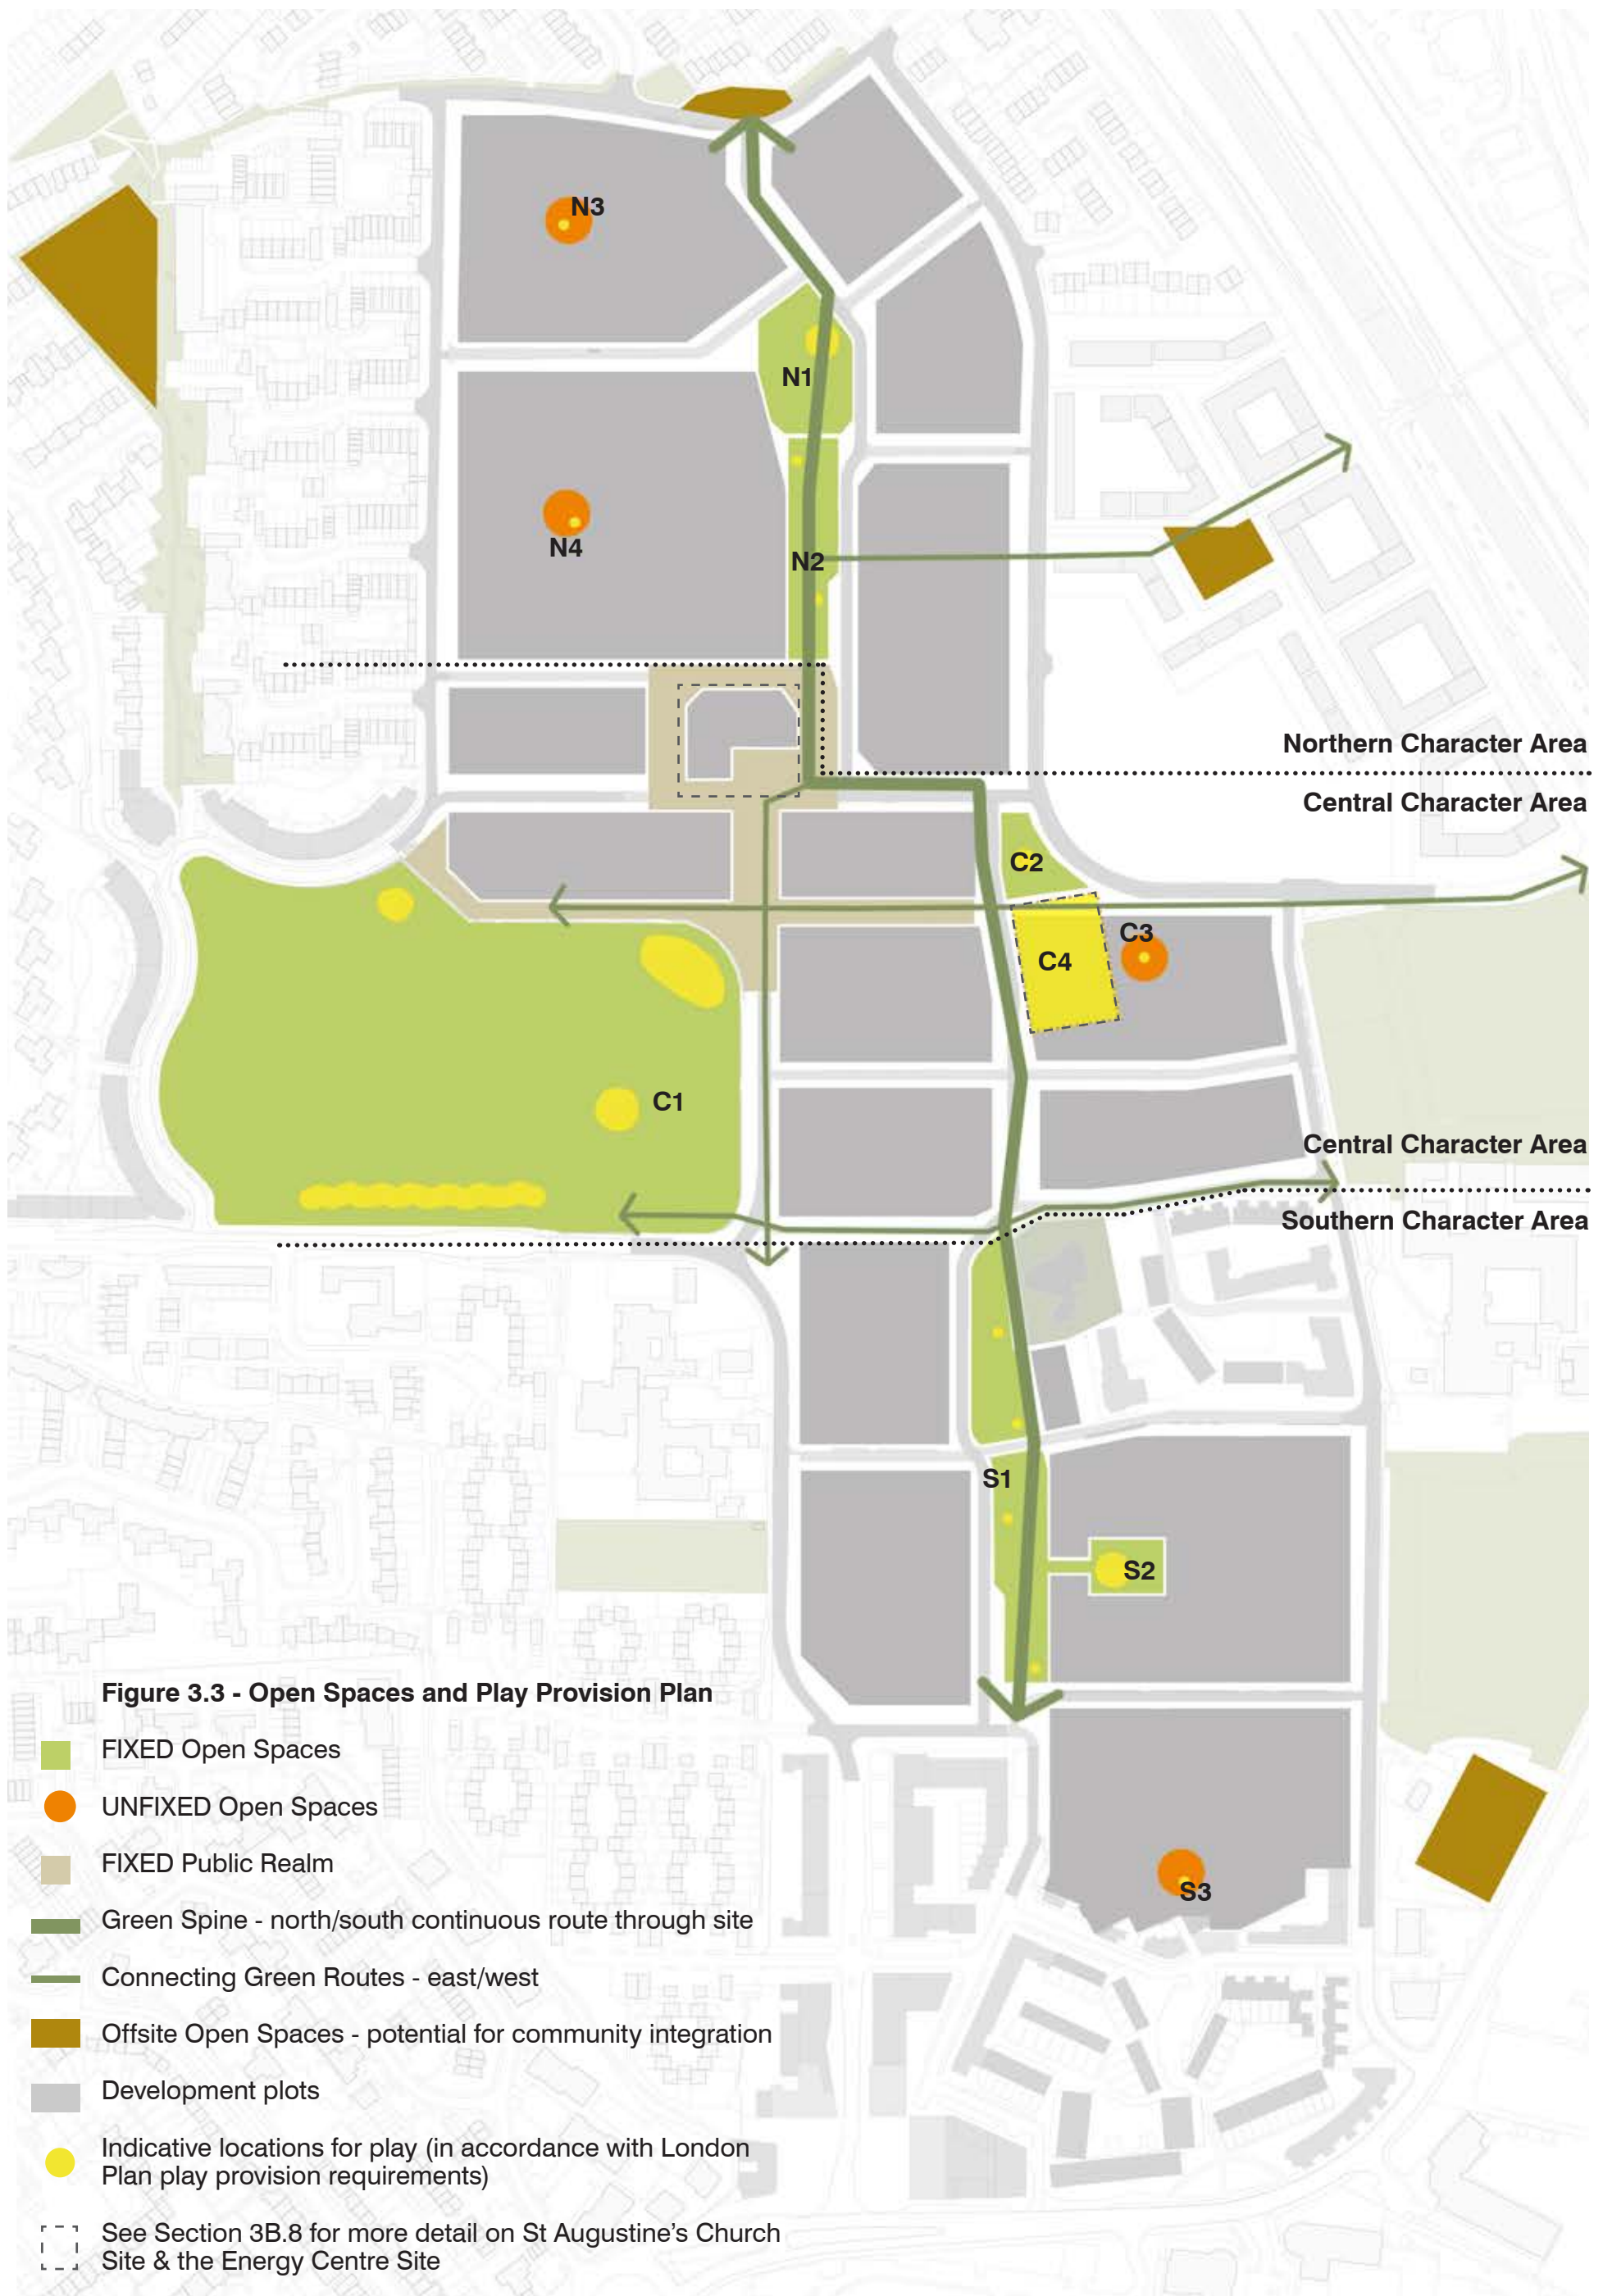 N3
N1
N4
N2
Northern Character Area
Central Character Area
C2
C3
C4
C1
Central Character Area
Southern Character Area
S1
S2
Figure 3.3 - Open Spaces and Play Provision Plan
FIXED Open Spaces
UNFIXED Open Spaces
FIXED Public Realm
S3
Green Spine - north/south continuous route through site
Connecting Green Routes - east/west
Offsite Open Spaces - potential for community integration
Development plots
Indicative locations for play (in accordance with London
Plan play provision requirements)
See Section 3B.8 for more detail on St Augustine's Church
Site & the Energy Centre Site